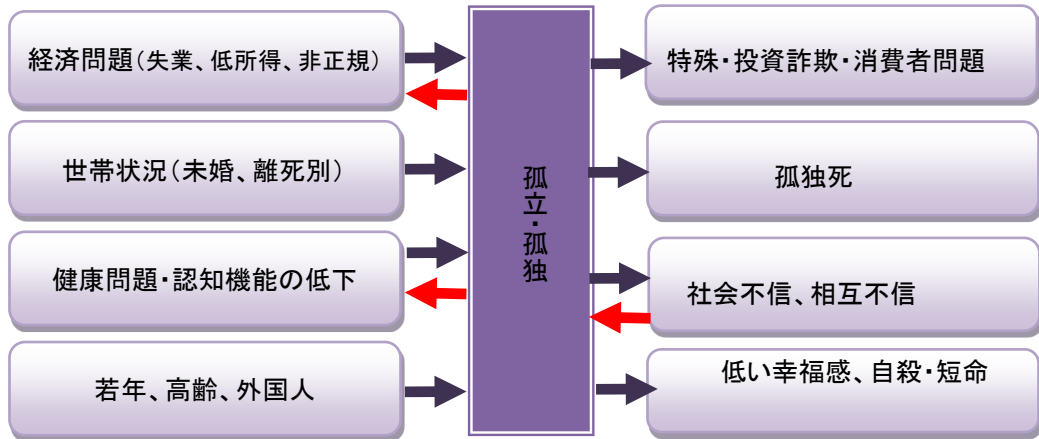 経済問題(失業、低所得、非正規)
世帯状況(未婚、離死別)
健康問題・認知機能の低下
若年、高齢、外国人
孤立・孤独
特殊・投資詐欺・消費者問題
孤独死
社会不信、相互不信
低い幸福感、自殺・短命